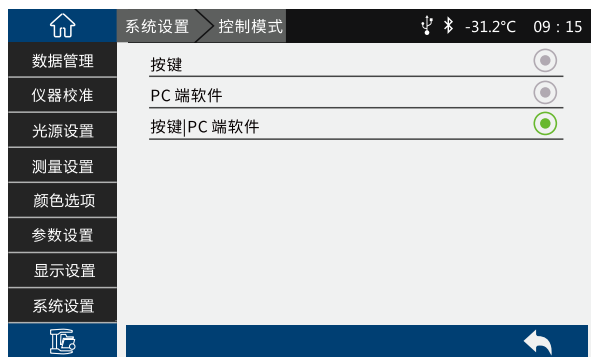 系统设置 控制模式 -31.2°C 09 : 15
数据管理
仪器校准
光源设置
测量设置
颜色选项
参数设置
显示设置
系统设置
按键
PC 端软件
按键|PC 端软件